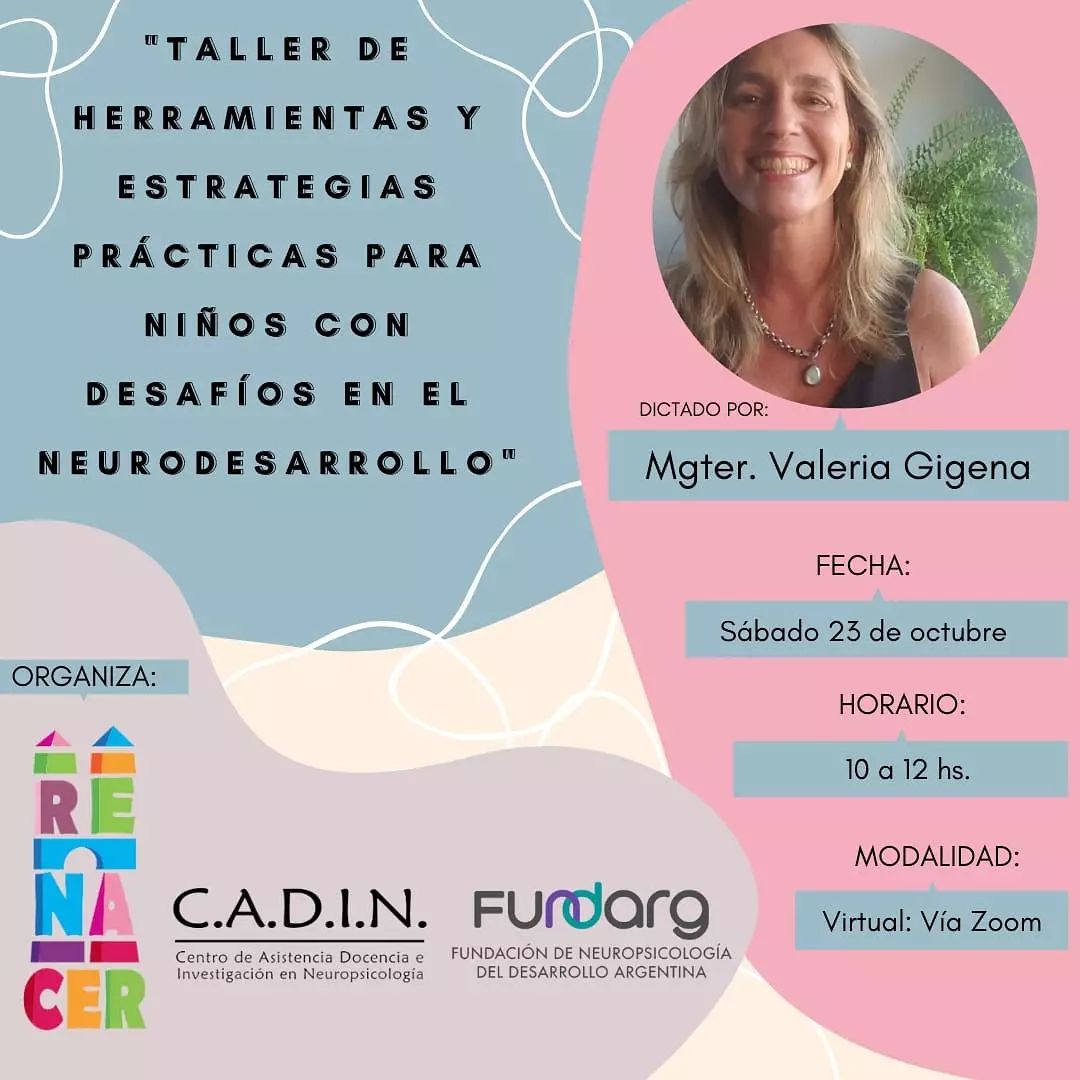 "TALLER DE
HERRAMIENTAS Y
ESTRATEGIAS
PRÁCTICAS PARA
NIÑOS CON
DESAFÍOS EN EL
NEURODESARROLLO"
DICTADO POR:
Mgter. Valeria Gigena
FECHA:
Sábado 23 de octubre
HORARIO:
10 a 12 hs.
MODALIDAD:
Virtual: Vía Zoom
ORGANIZA:
RE
NA
CER
C.A.D.I.N.
Centro de Asistencia Docencia e
Investigación en Neuropsicología
Fundarg
FUNDACIÓN DE NEUROPSICOLOGÍA
DEL DESARROLLO ARGENTINA